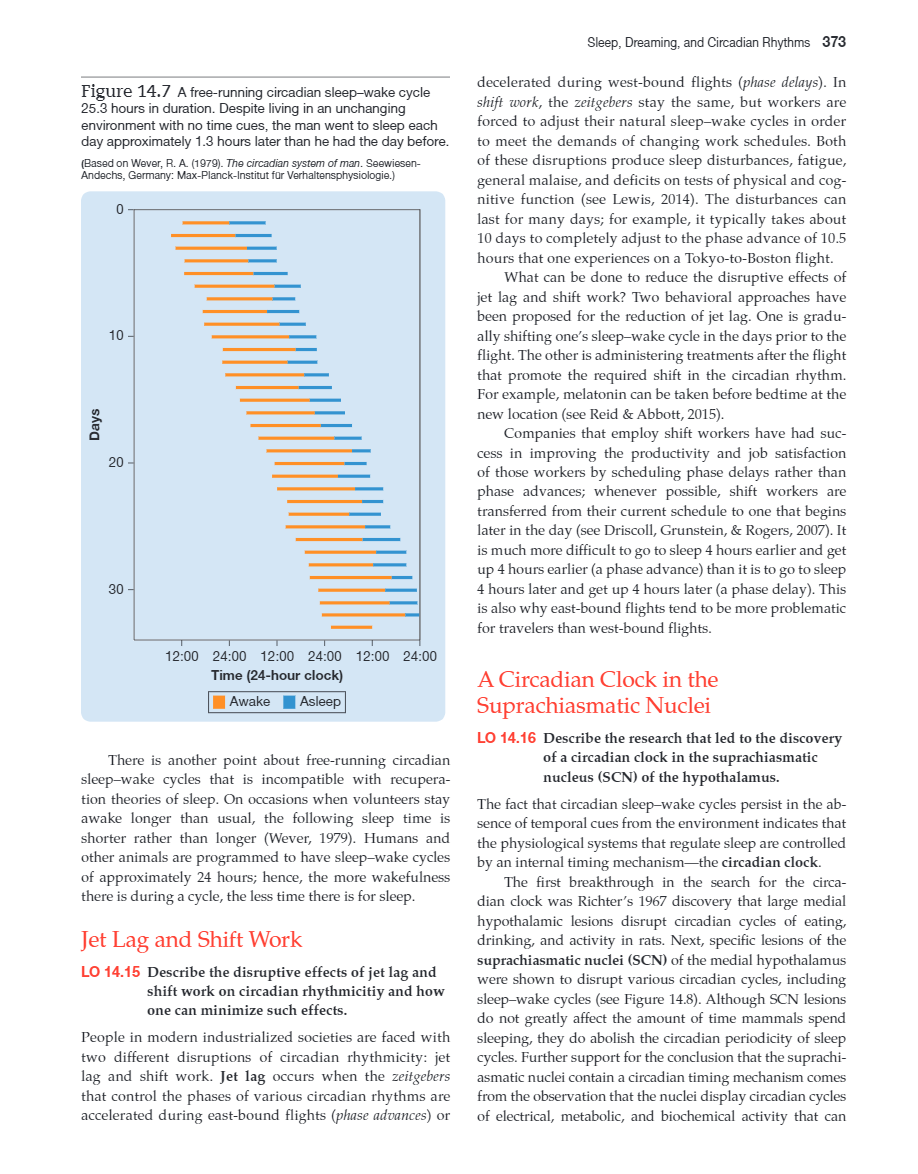 Sleep, Dreaming, and Circadian Rhythms 373
Figure 14.7 A free-running circadian sleep–wake cycle
25.3 hours in duration. Despite living in an unchanging
environment with no time cues, the man went to sleep each
day approximately 1.3 hours later than he had the day before.
(Based on Wever, R. A. (1979). The circadian system of man. Seewiesen-
Andechs, Germany: Max-Planck-Institut für Verhaltensphysiologie.)
0
10
20
30
Days
12:00 24:00 12:00 24:00 12:00 24:00
Time (24-hour clock)
Awake Asleep
There is another point about free-running circadian
sleep–wake cycles that is incompatible with recupera-
tion theories of sleep. On occasions when volunteers stay
awake longer than usual, the following sleep time is
shorter rather than longer (Wever, 1979). Humans and
other animals are programmed to have sleep–wake cycles
of approximately 24 hours; hence, the more wakefulness
there is during a cycle, the less time there is for sleep.
Jet Lag and Shift Work
LO 14.15 Describe the disruptive effects of jet lag and
shift work on circadian rhythmicitiy and how
one can minimize such effects.
People in modern industrialized societies are faced with
two different disruptions of circadian rhythmicity: jet
lag and shift work. Jet lag occurs when the zeitgebers
that control the phases of various circadian rhythms are
accelerated during east-bound flights (phase advances) or
decelerated during west-bound flights (phase delays). In
shift work, the zeitgebers stay the same, but workers are
forced to adjust their natural sleep–wake cycles in order
to meet the demands of changing work schedules. Both
of these disruptions produce sleep disturbances, fatigue,
general malaise, and deficits on tests of physical and cog-
nitive function (see Lewis, 2014). The disturbances can
last for many days; for example, it typically takes about
10 days to completely adjust to the phase advance of 10.5
hours that one experiences on a Tokyo-to-Boston flight.
What can be done to reduce the disruptive effects of
jet lag and shift work? Two behavioral approaches have
been proposed for the reduction of jet lag. One is gradu-
ally shifting one's sleep–wake cycle in the days prior to the
flight. The other is administering treatments after the flight
that promote the required shift in the circadian rhythm.
For example, melatonin can be taken before bedtime at the
new location (see Reid & Abbott, 2015).
Companies that employ shift workers have had suc-
cess in improving the productivity and job satisfaction
of those workers by scheduling phase delays rather than
phase advances; whenever possible, shift workers are
transferred from their current schedule to one that begins
later in the day (see Driscoll, Grunstein, & Rogers, 2007). It
is much more difficult to go to sleep 4 hours earlier and get
up 4 hours earlier (a phase advance) than it is to go to sleep
4 hours later and get up 4 hours later (a phase delay). This
is also why east-bound flights tend to be more problematic
for travelers than west-bound flights.
A Circadian Clock in the
Suprachiasmatic Nuclei
LO 14.16 Describe the research that led to the discovery
of a circadian clock in the suprachiasmatic
nucleus (SCN) of the hypothalamus.
The fact that circadian sleep–wake cycles persist in the ab-
sence of temporal cues from the environment indicates that
the physiological systems that regulate sleep are controlled
by an internal timing mechanism—the circadian clock.
The first breakthrough in the search for the circa-
dian clock was Richter's 1967 discovery that large medial
hypothalamic lesions disrupt circadian cycles of eating,
drinking, and activity in rats. Next, specific lesions of the
suprachiasmatic nuclei (SCN) of the medial hypothalamus
were shown to disrupt various circadian cycles, including
sleep–wake cycles (see Figure 14.8). Although SCN lesions
do not greatly affect the amount of time mammals spend
sleeping, they do abolish the circadian periodicity of sleep
cycles. Further support for the conclusion that the suprachi-
asmatic nuclei contain a circadian timing mechanism comes
from the observation that the nuclei display circadian cycles
of electrical, metabolic, and biochemical activity that can